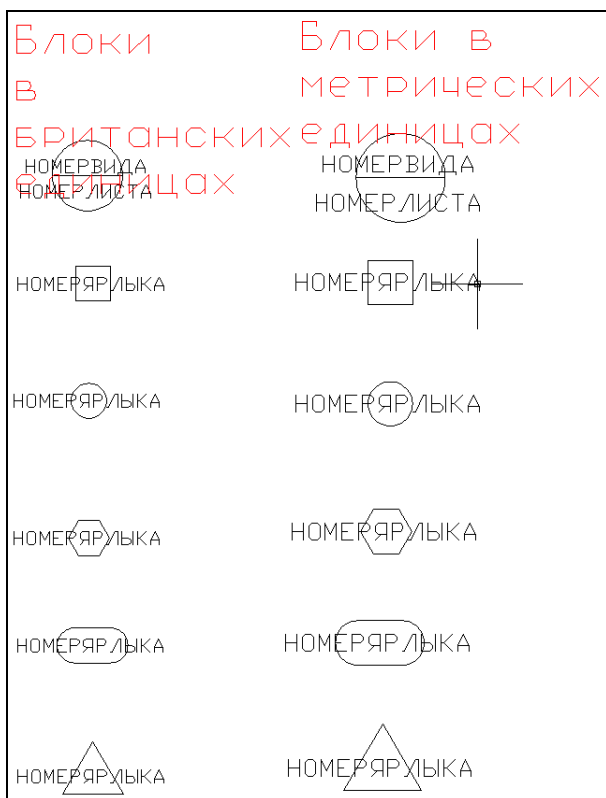 Блоки
в
британских
единицах
НОМЕРВИДА
НОМЕРЛИСТА
НОМЕРЯРЛЫКА
НОМЕРЯРЛЫКА
НОМЕРЯРЛЫКА
НОМЕРЯРЛЫКА
НОМЕРЯРЛЫКА
Блоки в
метрических
единицах
НОМЕРВИДА
НОМЕРЛИСТА
НОМЕРЯРЛЫКА
НОМЕРЯРЛЫКА
НОМЕРЯРЛЫКА
НОМЕРЯРЛЫКА
НОМЕРЯРЛЫКА